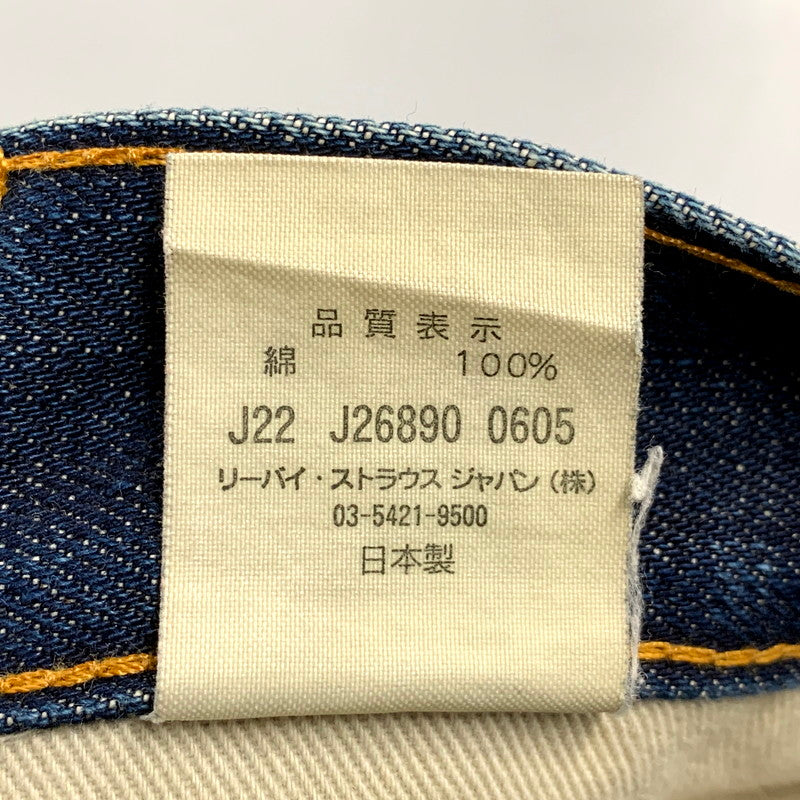 品質表示
綿 100%
J22 J26890 0605
リーバイ・ストラウス ジャパン(株)
03-5421-9500
日本製